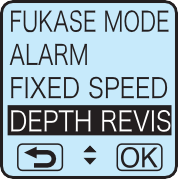 FUKASE MODE
ALARM
FIXED SPEED
DEPTH REVIS
OK